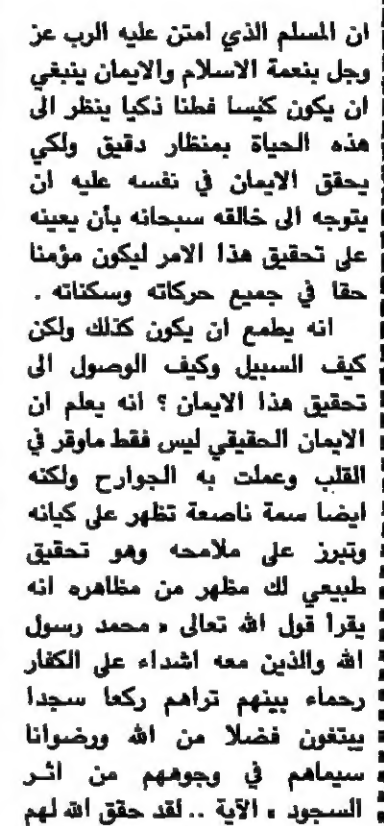 ان المسلم الذي امتن عليه الرب عز
وجل بنعمة الاسلام والايمان ينبغي
ان يكون كيسا فطنا ذكيا ينظر الى
هذه الحياة بمنظار دقيق ولكي
يحقق الايمان في نفسه عليه ان
يتوجه الى خالقه سبحانه بأن يعينه
على تحقيق هذا الامر ليكون مؤمنا
حقا في جميع حركاته وسكناته .
انه يطمع ان يكون كذلك ولكن
كيف السبيل وكيف الوصول الى
تحقيق هذا الايمان ؟ انه يعلم ان
الايمان الحقيقي ليس فقط ماوقر في
القلب وعملت به الجوارح ولكنه
ايضا سمة ناصعة تظهر على كيانه
وتبرز على ملامحه وهو تحقيق
طبيعي لك مظهر من مظاهره انه
يقرأ قول الله تعالى « محمد رسول
الله والذين معه اشداء على الكفار
رحماء بينهم تراهم ركعا سجدا
يبتغون فضلا من الله ورضوانا
سيماهم في وجوههم من اثر
السجود » الآية .. لقد حقق الله لهم